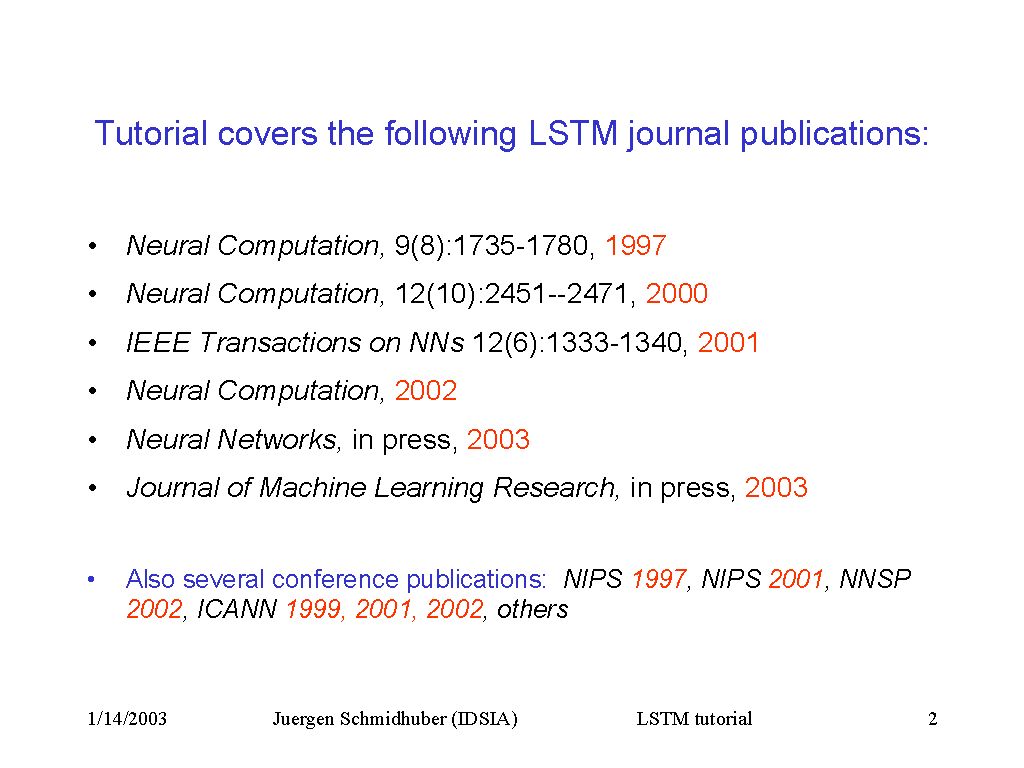 Tutorial covers the following LSTM journal publications:
• Neural Computation, 9(8):1735-1780, 1997
• Neural Computation, 12(10):2451--2471, 2000
• IEEE Transactions on NNs 12(6):1333-1340, 2001
• Neural Computation, 2002
• Neural Networks, in press, 2003
• Journal of Machine Learning Research, in press, 2003
• Also several conference publications: NIPS 1997, NIPS 2001, NNSP
2002, ICANN 1999, 2001, 2002, others
1/14/2003 Juergen Schmidhuber (IDSIA) LSTM tutorial 2